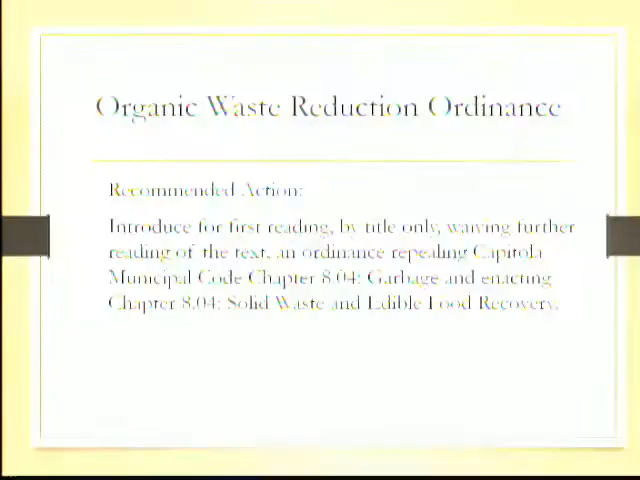 Organic Waste Reduction Ordinance
Recommended Action:
Introduce for first reading, by title only, waiving further
reading of the text, an ordinance repealing Capitola
Municipal Code Chapter 8.04: Garbage and enacting
Chapter 8.04: Solid Waste and Edible Food Recovery.